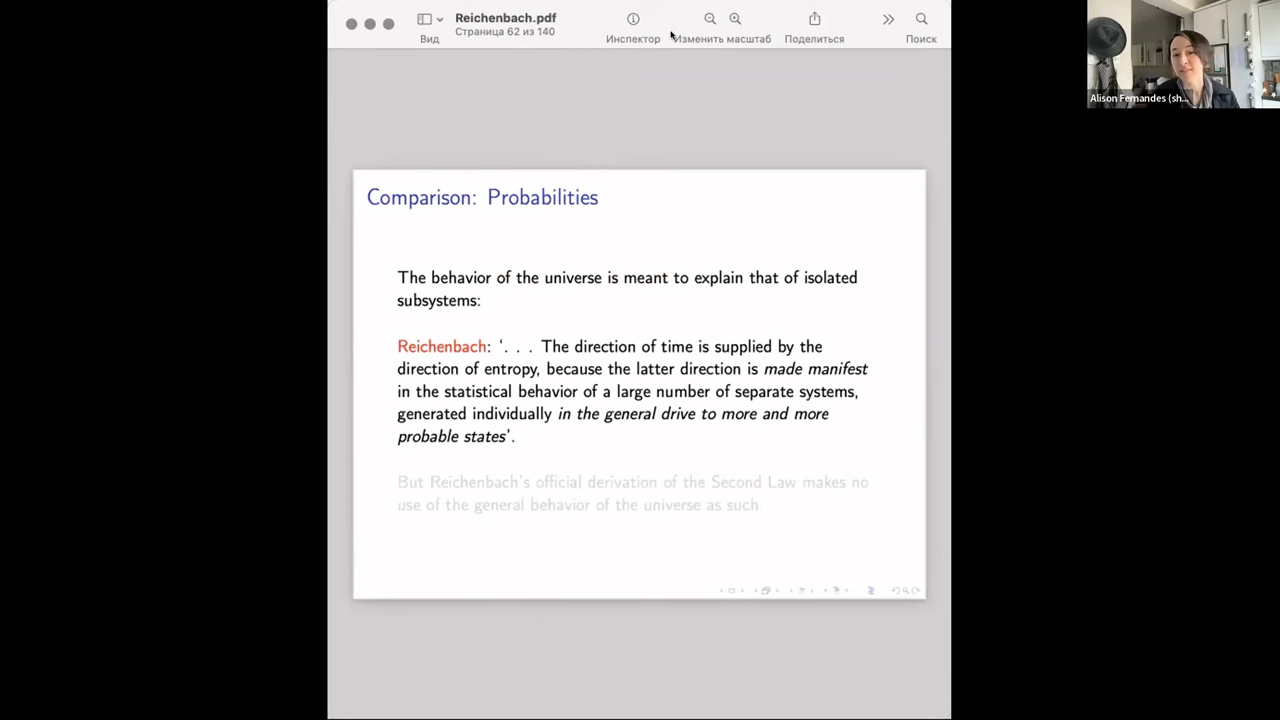 Reichenbach.pdf
Страница 62 из 140
Вид
Инспектор
Изменить масштаб
Поделиться
Поиск
Alison Fernandes (sh...
Comparison: Probabilities
The behavior of the universe is meant to explain that of isolated
subsystems:
Reichenbach: ‘. . . The direction of time is supplied by the
direction of entropy, because the latter direction is made manifest
in the statistical behavior of a large number of separate systems,
generated individually in the general drive to more and more
probable states’.
But Reichenbach's official derivation of the Second Law makes no
use of the general behavior of the universe as such.